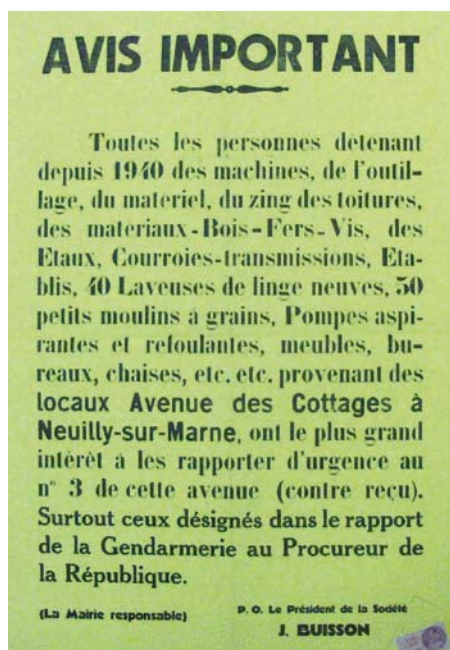 AVIS IMPORTANT
Toutes les personnes détenant
depuis 1940 des machines, de l'outil-
lage, du matériel, du zing des toitures,
des matériaux-Bois-Fers-Vis, des
Etaux, Courroies-transmissions, Eta-
blis, 40 Laveuses de linge neuves, 50
petits moulins à grains, Pompes aspi-
rantes et refoulantes, meubles, bu-
reaux, chaises, etc. etc. provenant des
locaux Avenue des Cottages à
Neuilly-sur-Marne, ont le plus grand
intérêt à les rapporter d'urgence au
n° 3 de cette avenue (contre reçu).
Surtout ceux désignés dans le rapport
de la Gendarmerie au Procureur de
la République.
(La Mairie responsable)
P. O. Le Président de la Société
J. BUISSON